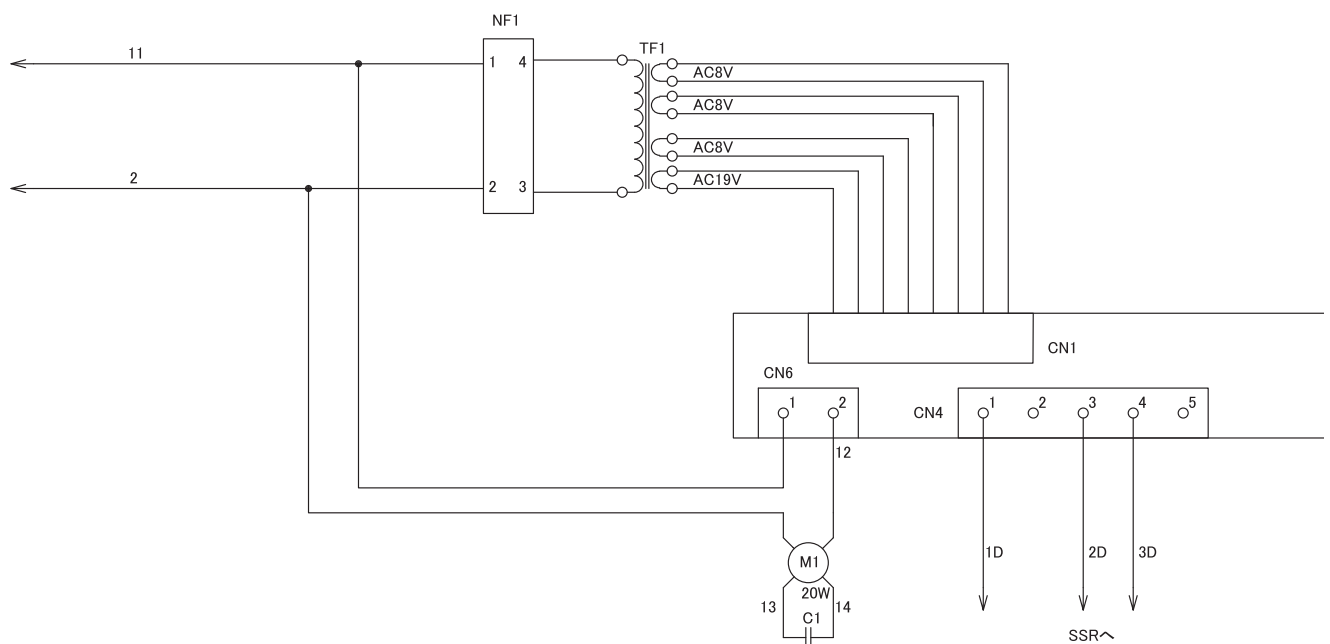 NF1
11
1 4
TF1
AC8V
AC8V
AC8V
2
2 3
AC19V
CN1
CN6
1 2
CN4
1 2 3 4 5
12
1D 2D 3D
M1
20W
13 14
C1
SSRへ